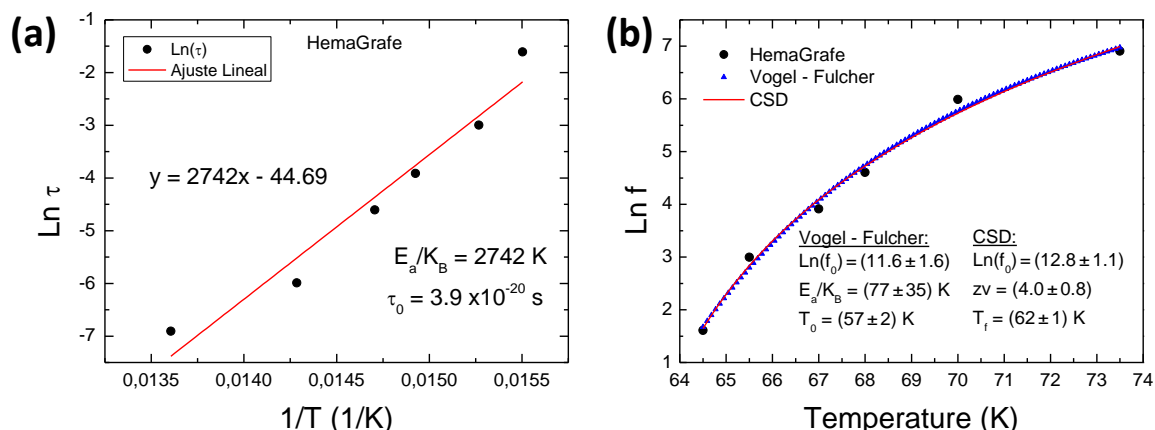 (a)
HemaGrafe
Ln(τ)
Ajuste Lineal
y = 2742x - 44.69
E_a/K_B = 2742 K
τ_0 = 3.9 x10^-20 s
-1
-2
-3
-4
-5
-6
-7
Ln τ
0,0135 0,0140 0,0145 0,0150 0,0155
1/T (1/K)
(b)
HemaGrafe
Vogel - Fulcher
CSD
Vogel - Fulcher:
Ln(f_0) = (11.6 ± 1.6)
E_a/K_B = (77 ± 35) K
T_0 = (57 ± 2) K
CSD:
Ln(f_0) = (12.8 ± 1.1)
zv = (4.0 ± 0.8)
T_f = (62 ± 1) K
7
6
5
4
3
2
1
Ln f
64 65 66 67 68 69 70 71 72 73 74
Temperature (K)